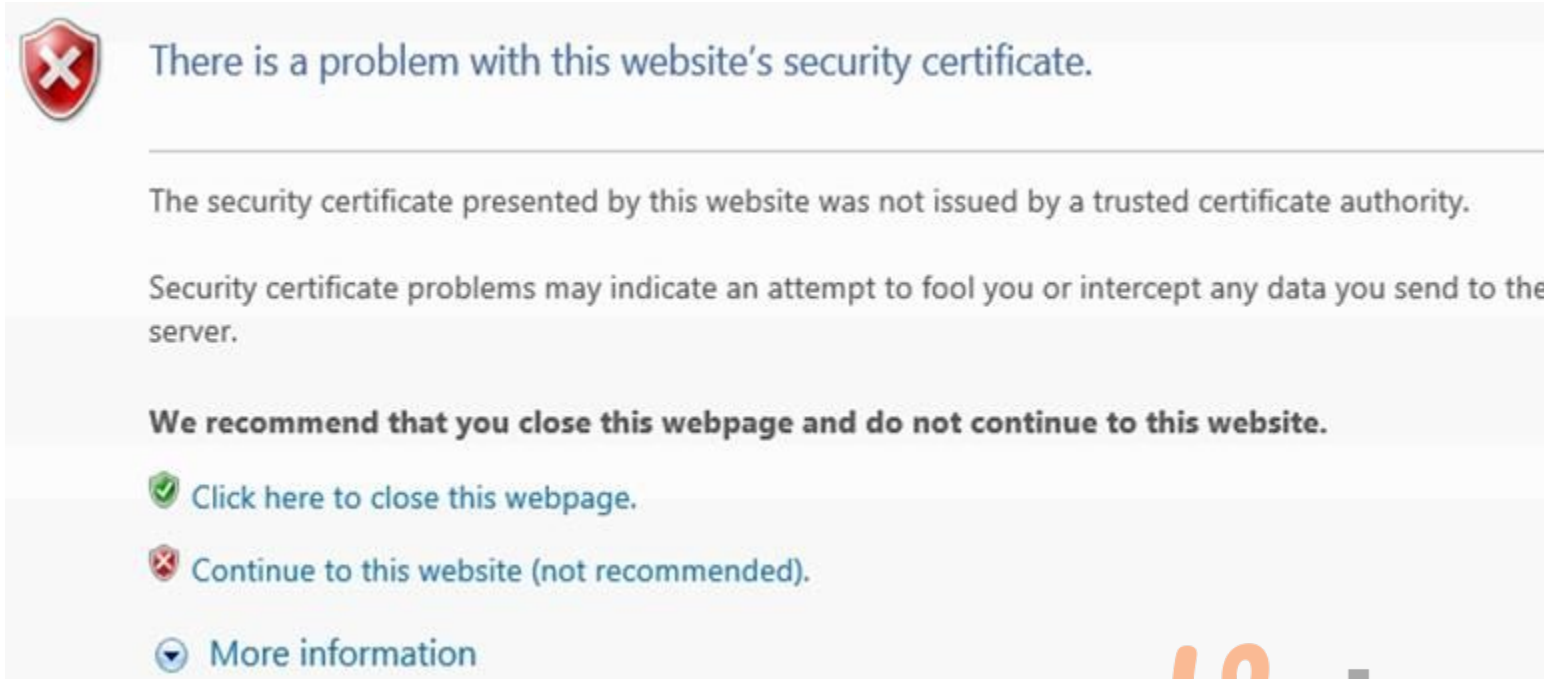 There is a problem with this website's security certificate.
The security certificate presented by this website was not issued by a trusted certificate authority.
Security certificate problems may indicate an attempt to fool you or intercept any data you send to the
server.
We recommend that you close this webpage and do not continue to this website.
Click here to close this webpage.
Continue to this website (not recommended).
More information